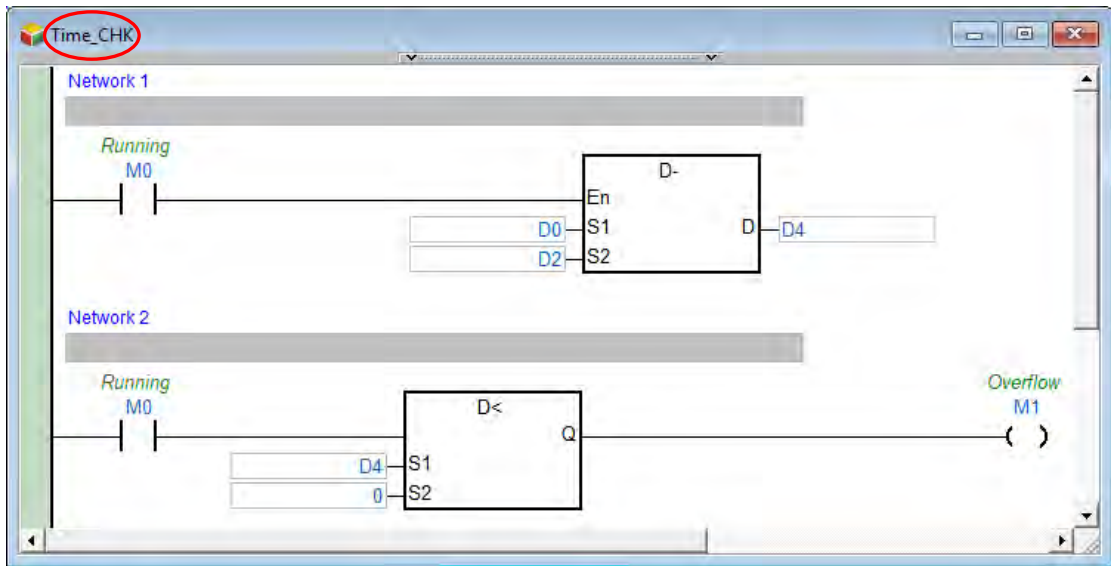 Time_CHK
Network 1
Running
M0
D-
En
D0 S1 D D4
D2 S2
Network 2
Running Overflow
M0 D< M1
Q
D4 S1
0 S2